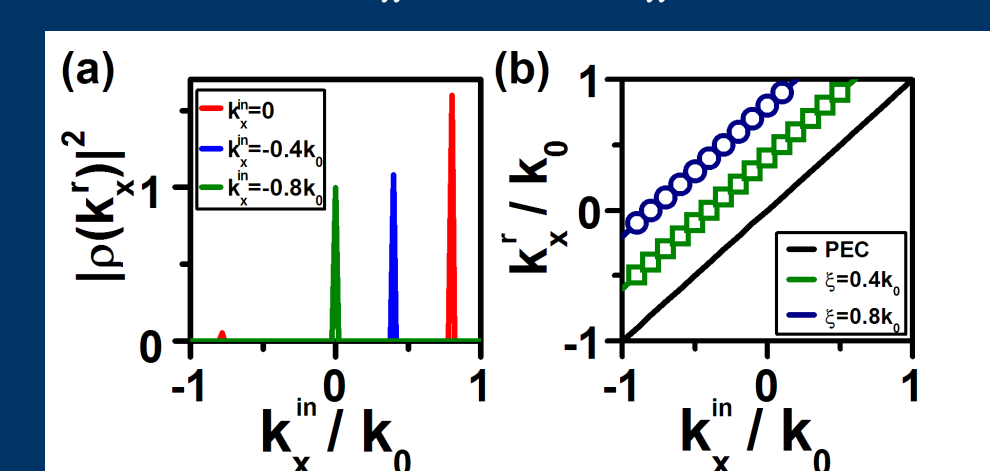 (a)
|ρ(k_x^r)|^2
1
0
k_x^in=0
k_x^in=-0.4k_0
k_x^in=-0.8k_0
-1 0 1
k_x^in / k_0
(b)
k_x^r / k_0
1
0
-1
PEC
ξ=0.4k_0
ξ=0.8k_0
-1 0 1
k_x^in / k_0